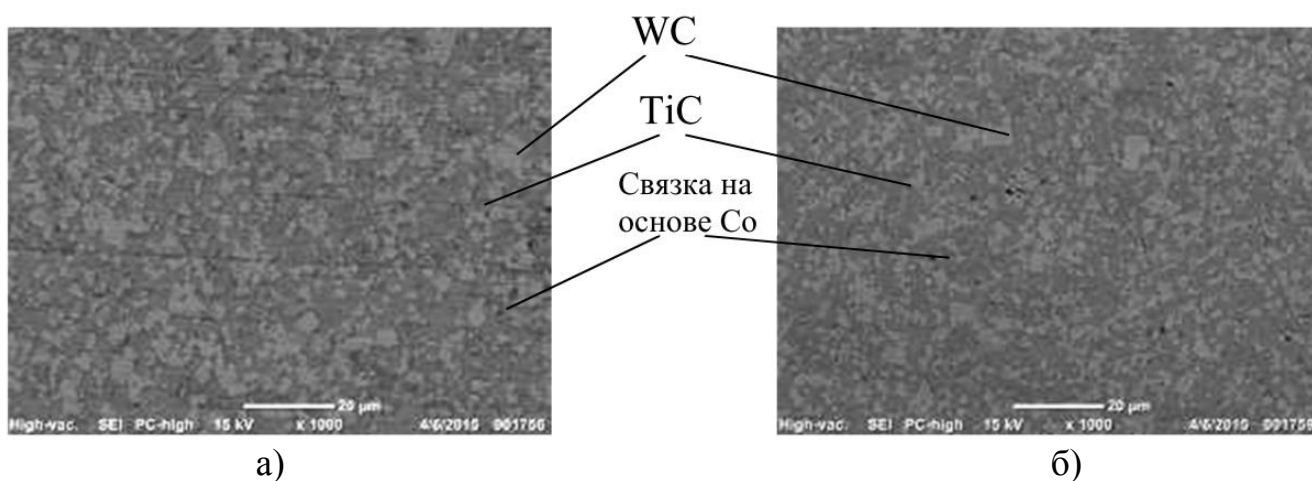 WC
TiC
Связка на
основе Co
High-vac. SEI PC-high 15 kV x 1000 20 µm 4/6/2015 001756
High-vac. SEI PC-high 15 kV x 1000 20 µm 4/6/2015 001759
а)
б)